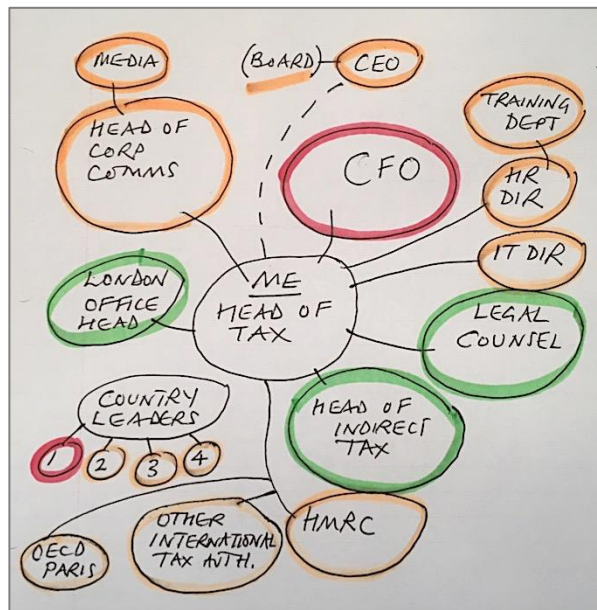 MEDIA
(BOARD)
CEO
HEAD OF
CORP
COMMS
CFO
TRAINING
DEPT
HR
DIR
IT DIR
LONDON
OFFICE
HEAD
ME
HEAD OF
TAX
LEGAL
COUNSEL
COUNTRY
LEADERS
1
2
3
4
HEAD OF
INDIRECT
TAX
OECD
PARIS
OTHER
INTERNATIONAL
TAX AUTH.
HMRC